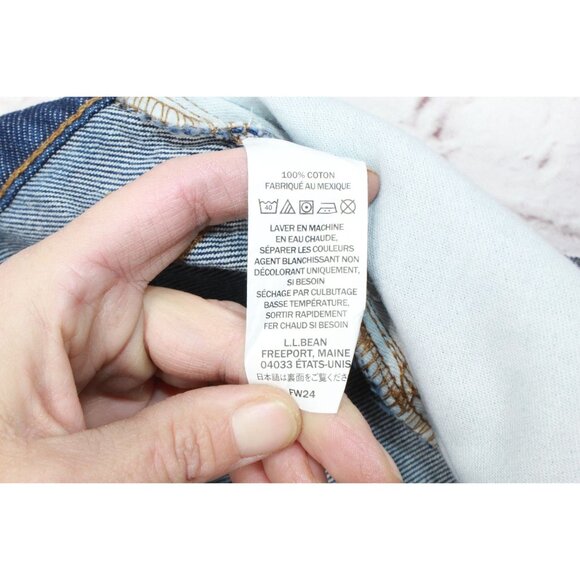 100% COTON
FABRIQUÉ AU MEXIQUE
40
LAVER EN MACHINE
EN EAU CHAUDE,
SÉPARER LES COULEURS
AGENT BLANCHISSANT NON
DÉCOLORANT UNIQUEMENT,
SI BESOIN
SÉCHAGE PAR CULBUTAGE
BASSE TEMPÉRATURE,
SORTIR RAPIDEMENT
FER CHAUD SI BESOIN
L.L.BEAN
FREEPORT, MAINE
04033 ÉTATS-UNIS
日本語は裏面をご覧くださ
FW24